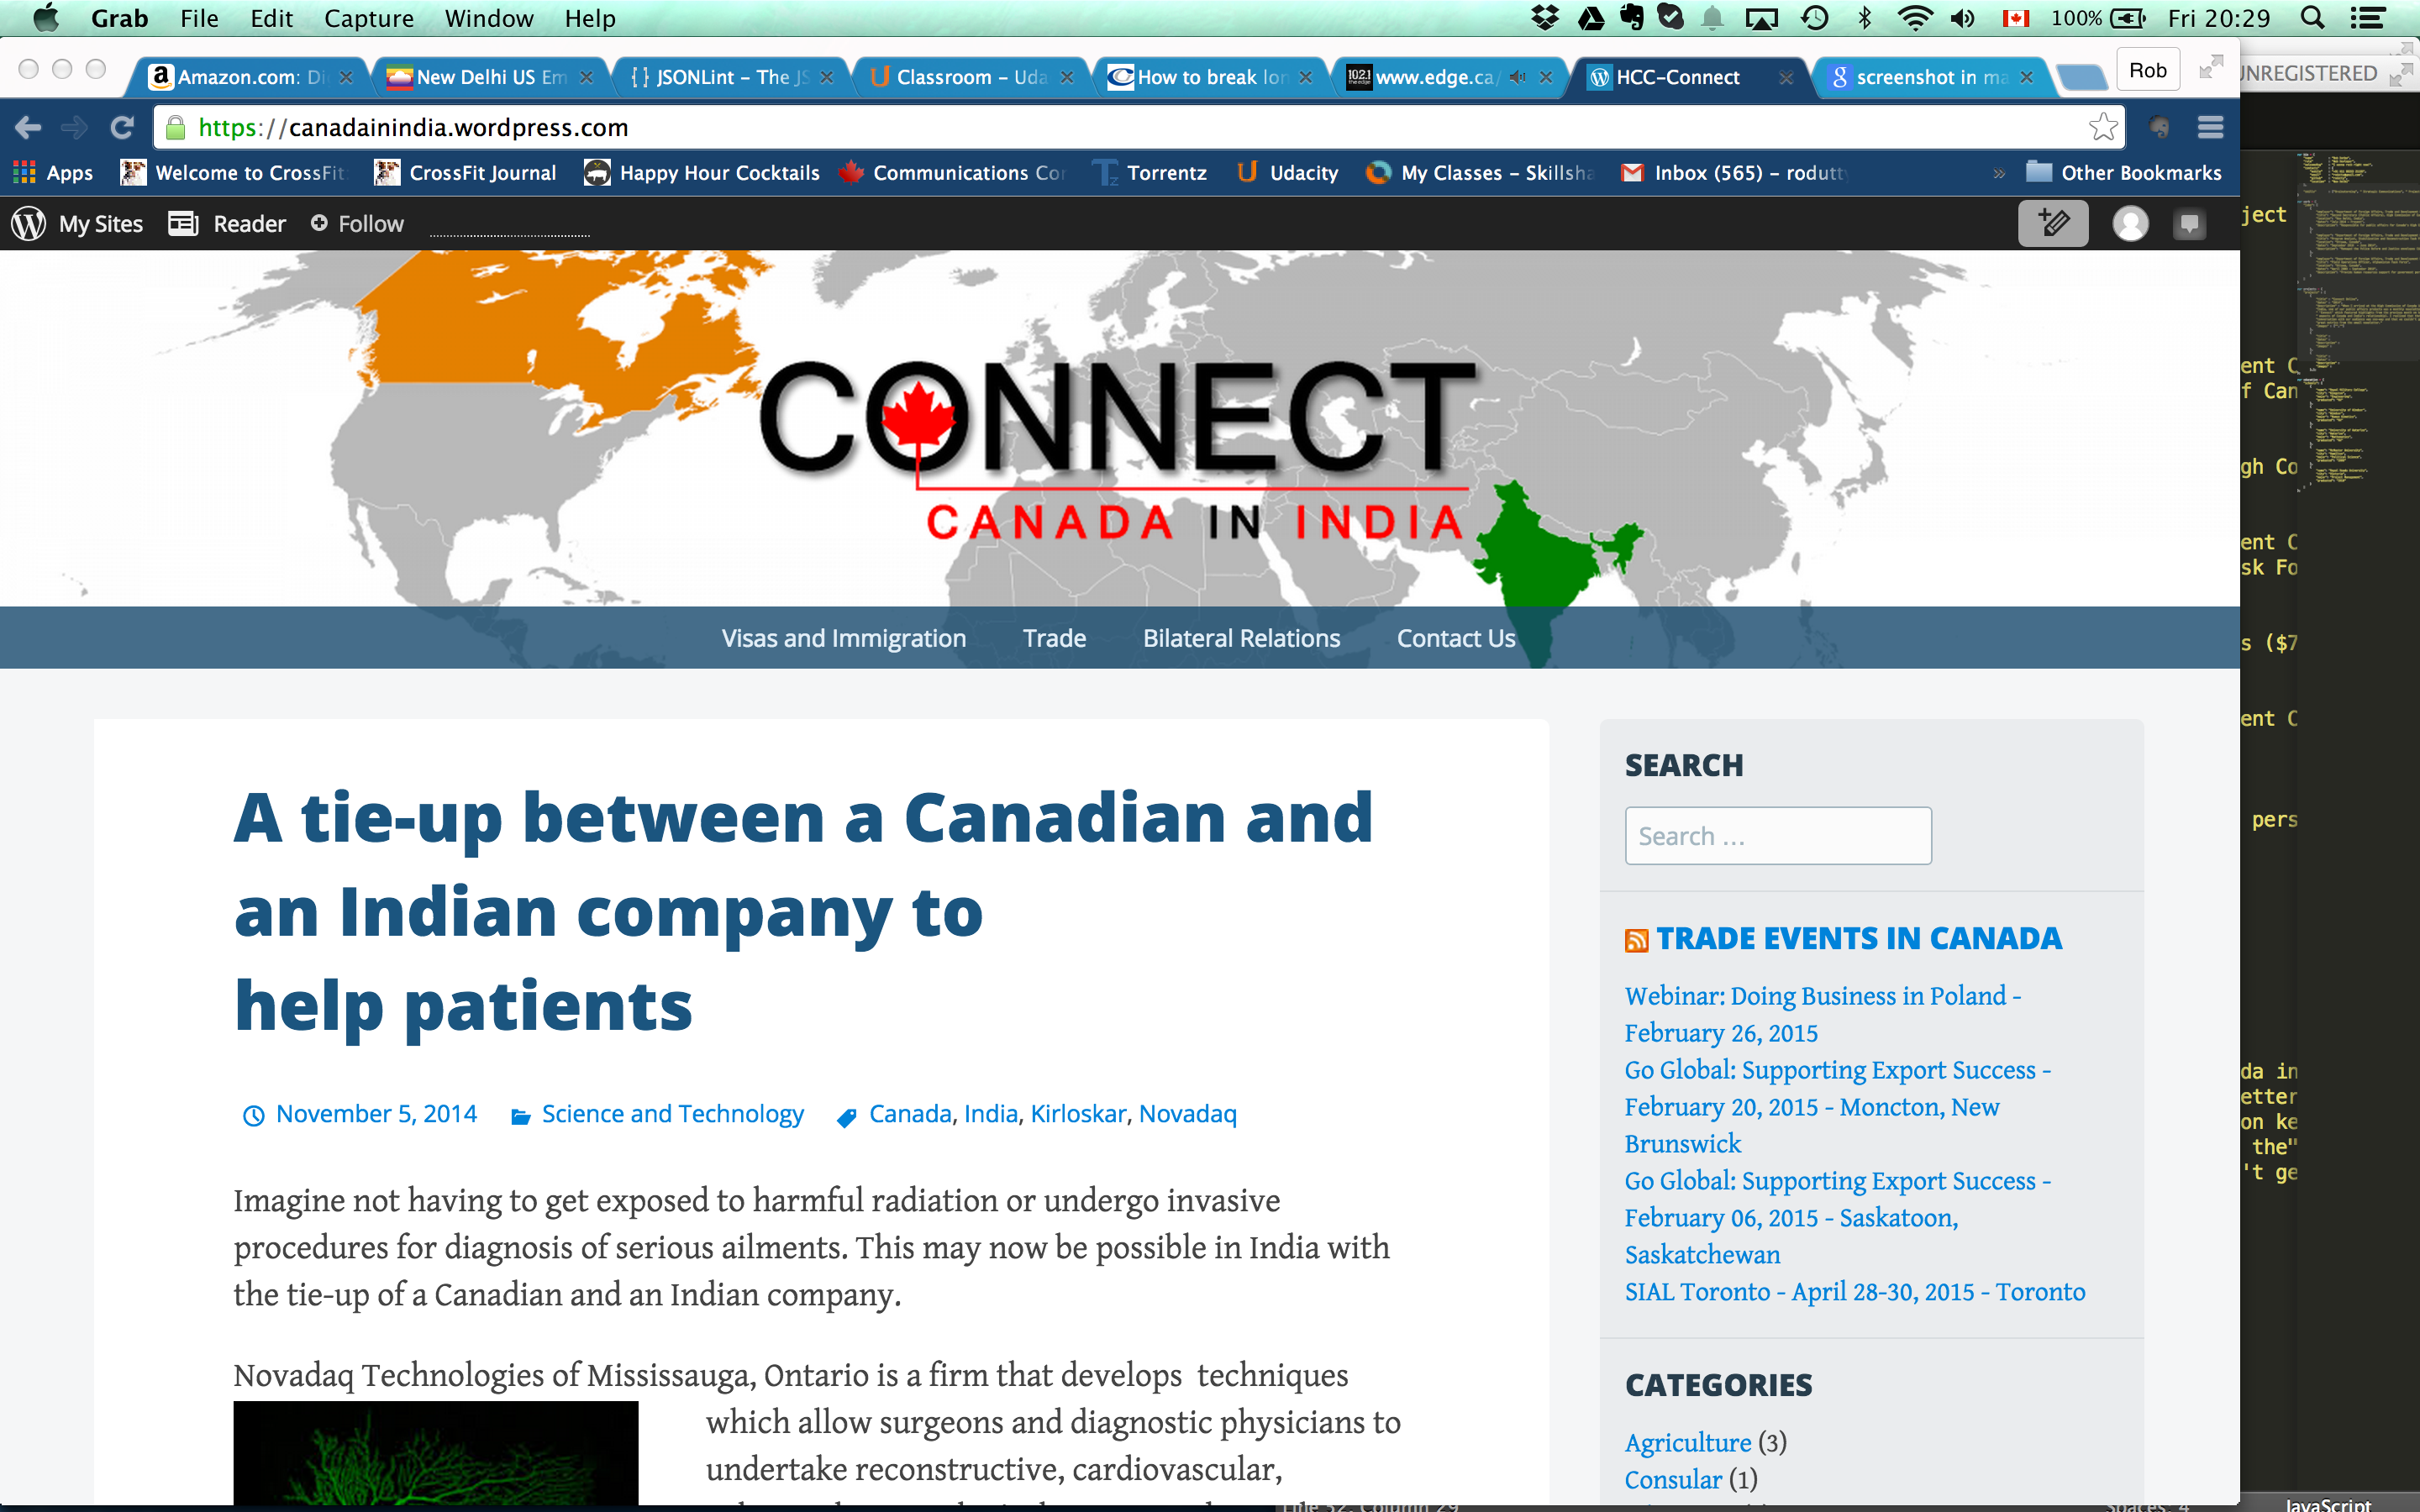 Grab File Edit Capture Window Help 100% Fri 20:29
Amazon.com: Di New Delhi US Em JSONLint – The JS Classroom – Uda How to break lon www.edge.ca/ HCC–Connect screenshot in ma Rob UNREGISTERED
https://canadainindia.wordpress.com
Apps Welcome to CrossFit: CrossFit Journal Happy Hour Cocktails Communications Co Torrentz Udacity My Classes – Skillsha Inbox (565) – rodutt » Other Bookmarks
My Sites Reader Follow
ject
ent C
f Can
CONNECT
gh Co
CANADA IN INDIA
ent C
sk Fo
Visas and Immigration Trade Bilateral Relations Contact Us
s ($7
ent C
pers
A tie-up between a Canadian and
an Indian company to
help patients
November 5, 2014 Science and Technology Canada, India, Kirloskar, Novadaq
Imagine not having to get exposed to harmful radiation or undergo invasive
procedures for diagnosis of serious ailments. This may now be possible in India with
the tie-up of a Canadian and an Indian company.
Novadaq Technologies of Mississauga, Ontario is a firm that develops techniques
which allow surgeons and diagnostic physicians to
undertake reconstructive, cardiovascular,
SEARCH
Search ...
TRADE EVENTS IN CANADA
Webinar: Doing Business in Poland -
February 26, 2015
Go Global: Supporting Export Success -
February 20, 2015 - Moncton, New
Brunswick
Go Global: Supporting Export Success -
February 06, 2015 - Saskatoon,
Saskatchewan
SIAL Toronto - April 28-30, 2015 - Toronto
CATEGORIES
Agriculture (3)
Consular (1)
da in
etter
on ke
the"
't ge
Line 52, Column 29 Spaces: 4 JavaScript